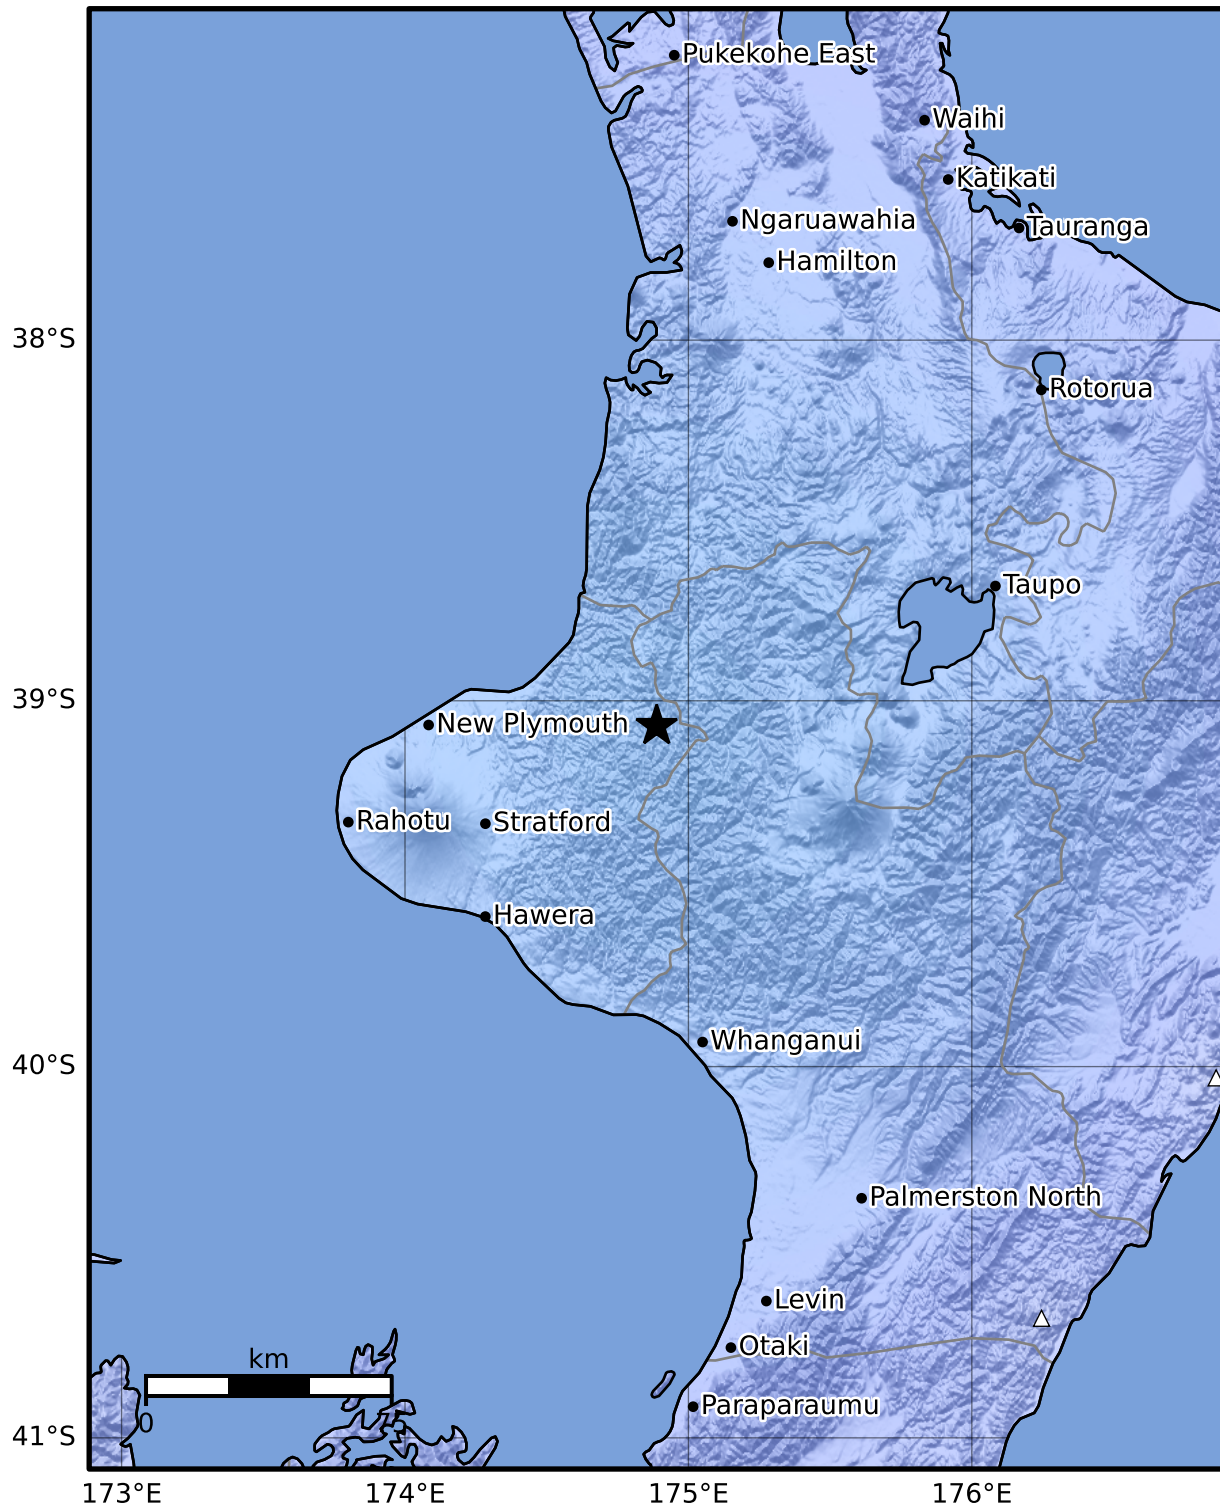 Pukekohe East
Waihi
Katikati
Ngaruawahia
Tauranga
Hamilton
38°S
Rotorua
Taupo
39°S
New Plymouth
Rahotu
Stratford
Hawera
Whanganui
40°S
Palmerston North
Levin
Otaki
km
Paraparaumu
0
41°S
173°E
174°E
175°E
176°E